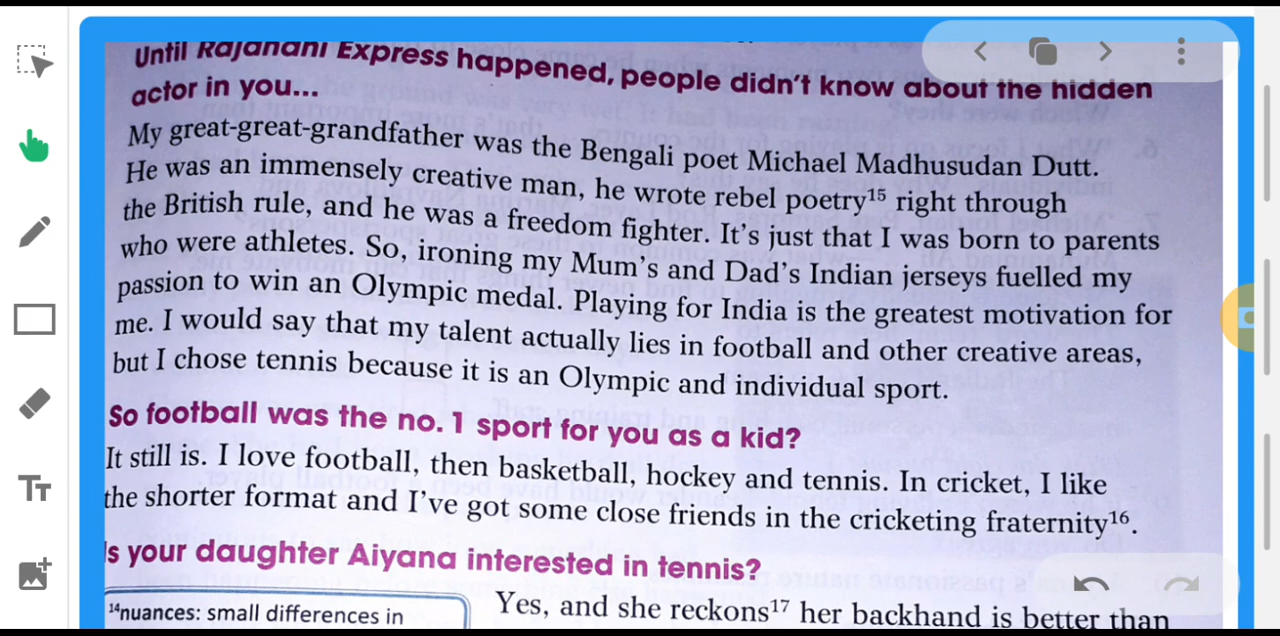 Until Rajdhani Express happened, people didn't know about the hidden
actor in you...
My great-great-grandfather was the Bengali poet Michael Madhusudan Dutt.
He was an immensely creative man, he wrote rebel poetry¹⁵ right through
the British rule, and he was a freedom fighter. It's just that I was born to parents
who were athletes. So, ironing my Mum's and Dad's Indian jerseys fuelled my
passion to win an Olympic medal. Playing for India is the greatest motivation for
me. I would say that my talent actually lies in football and other creative areas,
but I chose tennis because it is an Olympic and individual sport.
So football was the no. 1 sport for you as a kid?
It still is. I love football, then basketball, hockey and tennis. In cricket, I like
the shorter format and I've got some close friends in the cricketing fraternity¹⁶.
Is your daughter Aiyana interested in tennis?
¹⁴nuances: small differences in
Yes, and she reckons¹⁷ her backhand is better than
TT